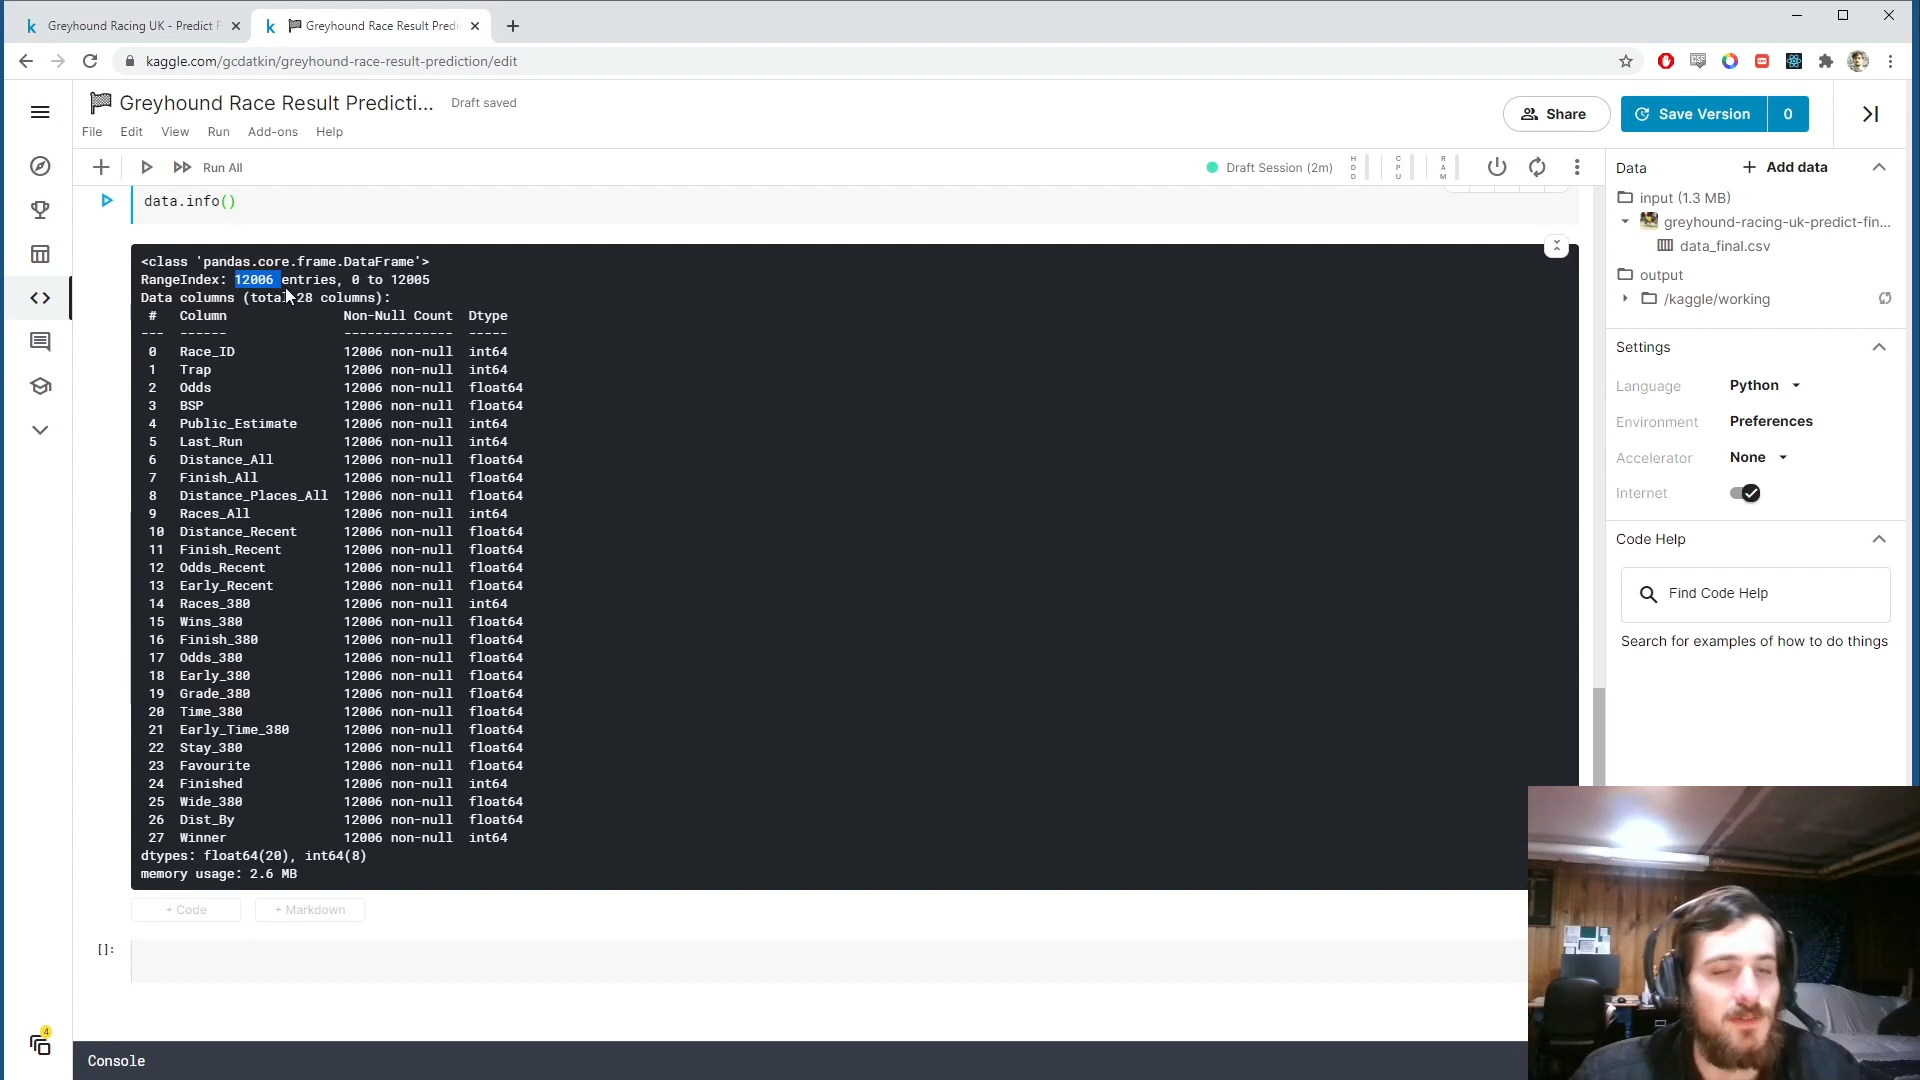 Greyhound Racing UK - Predict F
Greyhound Race Result Predi
kaggle.com/gcdatkin/greyhound-race-result-prediction/edit
Greyhound Race Result Predicti... Draft saved
File Edit View Run Add-ons Help
Share
Save Version 0
Run All
Draft Session (2m)
HDD
CPU
RAM
data.info()
<class 'pandas.core.frame.DataFrame'>
RangeIndex: 12006 entries, 0 to 12005
Data columns (total 28 columns):
# Column Non-Null Count Dtype
--- ------ -------------- -----
0 Race_ID 12006 non-null int64
1 Trap 12006 non-null int64
2 Odds 12006 non-null float64
3 BSP 12006 non-null float64
4 Public_Estimate 12006 non-null int64
5 Last_Run 12006 non-null int64
6 Distance_All 12006 non-null float64
7 Finish_All 12006 non-null float64
8 Distance_Places_All 12006 non-null float64
9 Races_All 12006 non-null int64
10 Distance_Recent 12006 non-null float64
11 Finish_Recent 12006 non-null float64
12 Odds_Recent 12006 non-null float64
13 Early_Recent 12006 non-null float64
14 Races_380 12006 non-null int64
15 Wins_380 12006 non-null float64
16 Finish_380 12006 non-null float64
17 Odds_380 12006 non-null float64
18 Early_380 12006 non-null float64
19 Grade_380 12006 non-null float64
20 Time_380 12006 non-null float64
21 Early_Time_380 12006 non-null float64
22 Stay_380 12006 non-null float64
23 Favourite 12006 non-null float64
24 Finished 12006 non-null int64
25 Wide_380 12006 non-null float64
26 Dist_By 12006 non-null float64
27 Winner 12006 non-null int64
dtypes: float64(20), int64(8)
memory usage: 2.6 MB
+ Code + Markdown
[]:
4
Console
Data + Add data
input (1.3 MB)
greyhound-racing-uk-predict-fin...
data_final.csv
output
/kaggle/working
Settings
Language Python
Environment Preferences
Accelerator None
Internet
Code Help
Find Code Help
Search for examples of how to do things